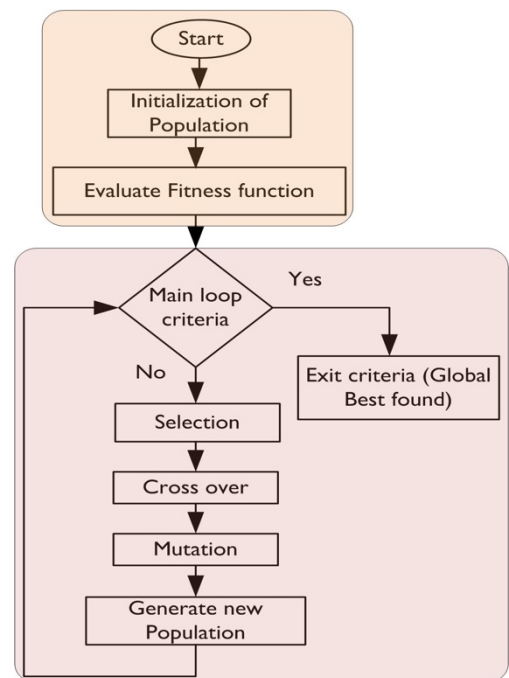 Start
Initialization of
Population
Evaluate Fitness function
Main loop
criteria
Yes
Exit criteria (Global
Best found)
No
Selection
Cross over
Mutation
Generate new
Population